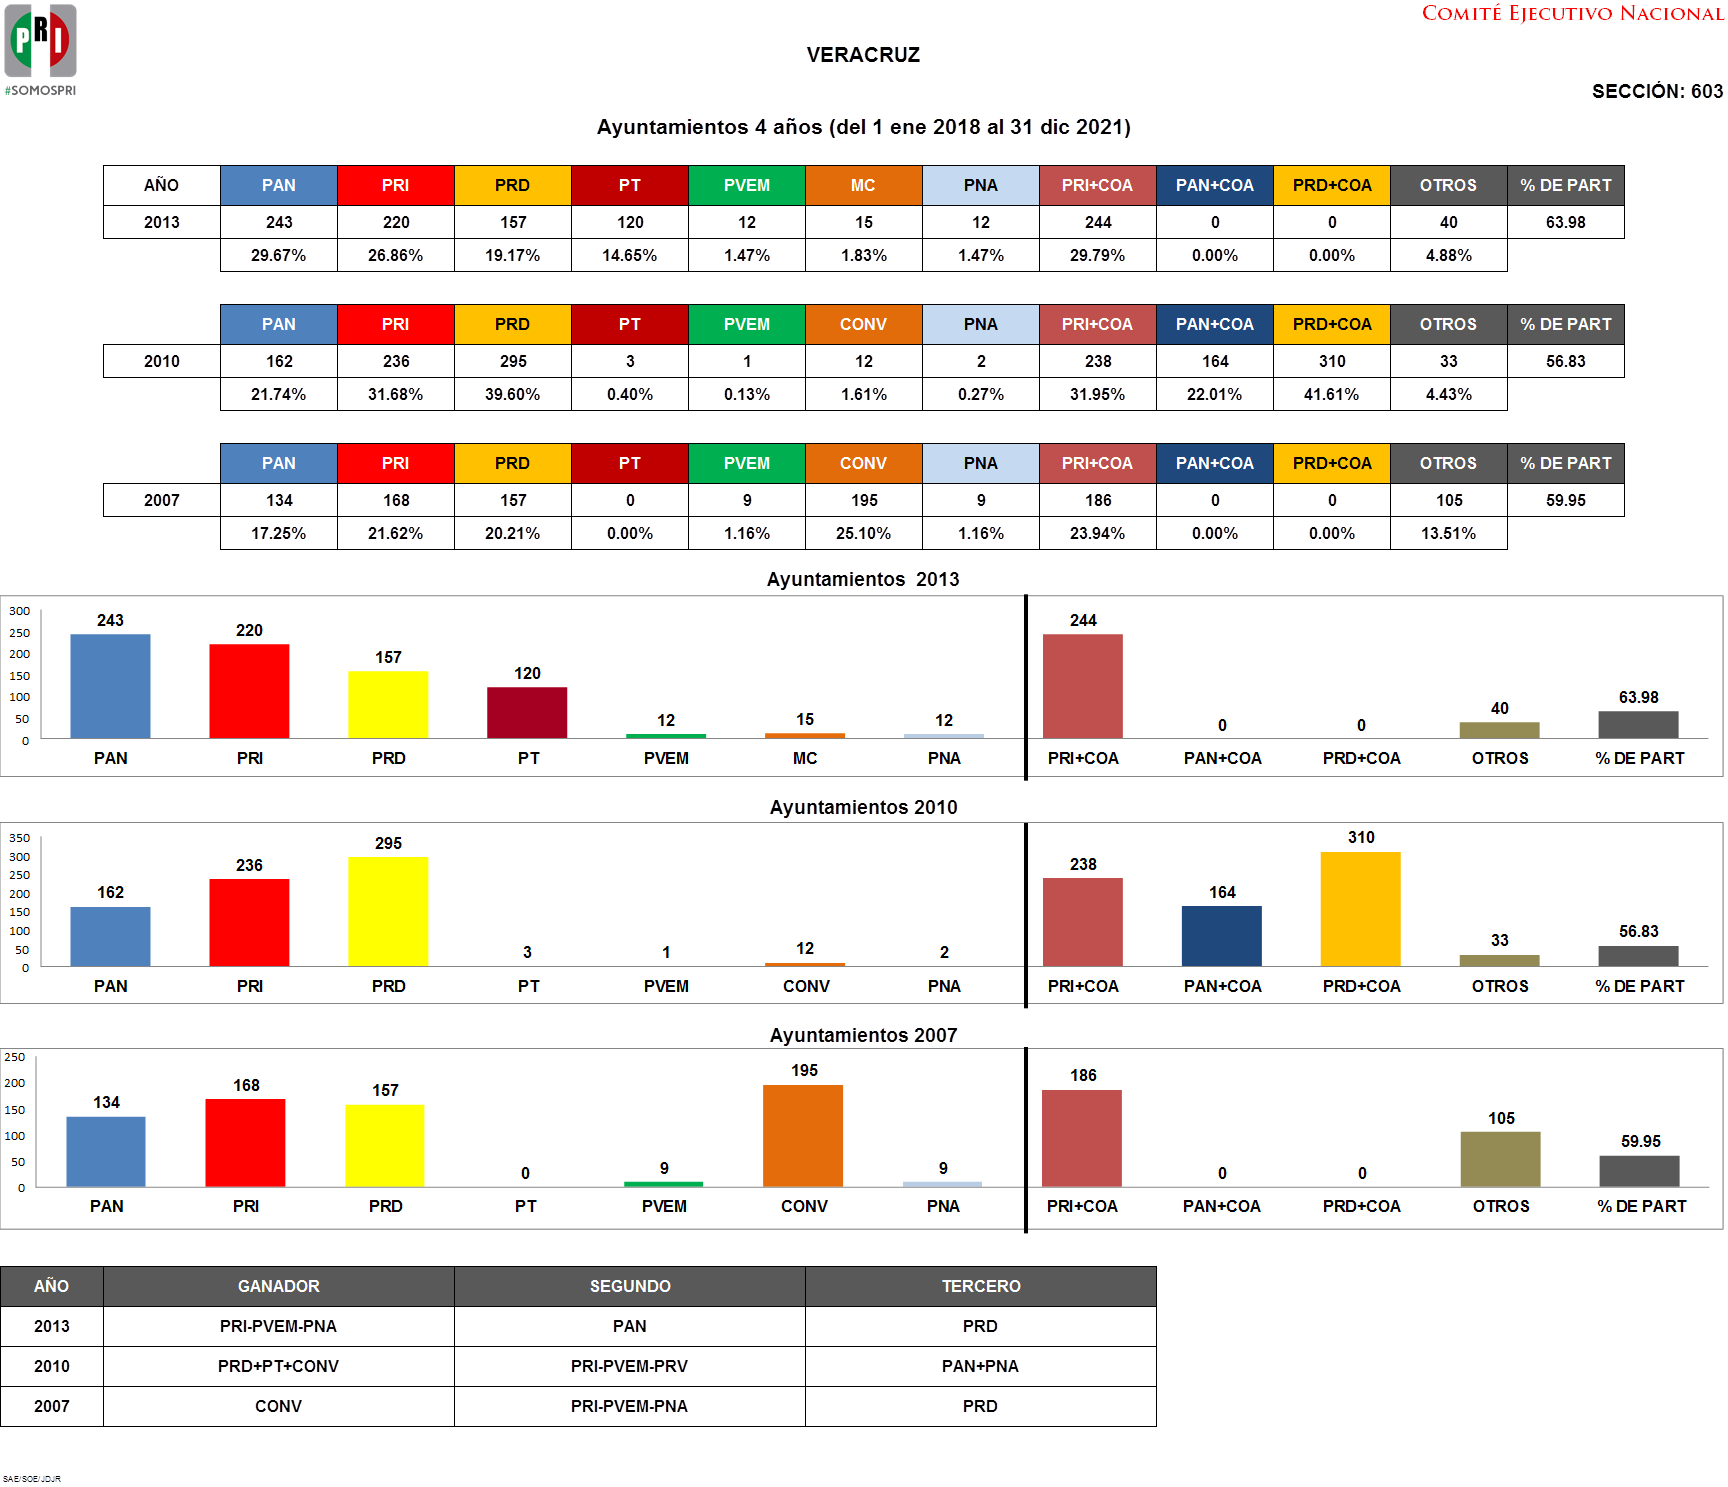 PRI
#SOMOSPRI
COMITÉ EJECUTIVO NACIONAL
VERACRUZ
SECCIÓN: 603
Ayuntamientos 4 años (del 1 ene 2018 al 31 dic 2021)
AÑO PAN PRI PRD PT PVEM MC PNA PRI+COA PAN+COA PRD+COA OTROS % DE PART
2013 243 220 157 120 12 15 12 244 0 0 40 63.98
29.67% 26.86% 19.17% 14.65% 1.47% 1.83% 1.47% 29.79% 0.00% 0.00% 4.88%
PAN PRI PRD PT PVEM CONV PNA PRI+COA PAN+COA PRD+COA OTROS % DE PART
2010 162 236 295 3 1 12 2 238 164 310 33 56.83
21.74% 31.68% 39.60% 0.40% 0.13% 1.61% 0.27% 31.95% 22.01% 41.61% 4.43%
PAN PRI PRD PT PVEM CONV PNA PRI+COA PAN+COA PRD+COA OTROS % DE PART
2007 134 168 157 0 9 195 9 186 0 0 105 59.95
17.25% 21.62% 20.21% 0.00% 1.16% 25.10% 1.16% 23.94% 0.00% 0.00% 13.51%
Ayuntamientos 2013
300
250
200
150
100
50
0
243 220 157 120 12 15 12 244 0 0 40 63.98
PAN PRI PRD PT PVEM MC PNA PRI+COA PAN+COA PRD+COA OTROS % DE PART
Ayuntamientos 2010
350
300
250
200
150
100
50
0
162 236 295 3 1 12 2 238 164 310 33 56.83
PAN PRI PRD PT PVEM CONV PNA PRI+COA PAN+COA PRD+COA OTROS % DE PART
Ayuntamientos 2007
250
200
150
100
50
0
134 168 157 0 9 195 9 186 0 0 105 59.95
PAN PRI PRD PT PVEM CONV PNA PRI+COA PAN+COA PRD+COA OTROS % DE PART
AÑO GANADOR SEGUNDO TERCERO
2013 PRI-PVEM-PNA PAN PRD
2010 PRD+PT+CONV PRI-PVEM-PRV PAN+PNA
2007 CONV PRI-PVEM-PNA PRD
SAE/SOE/JDJR